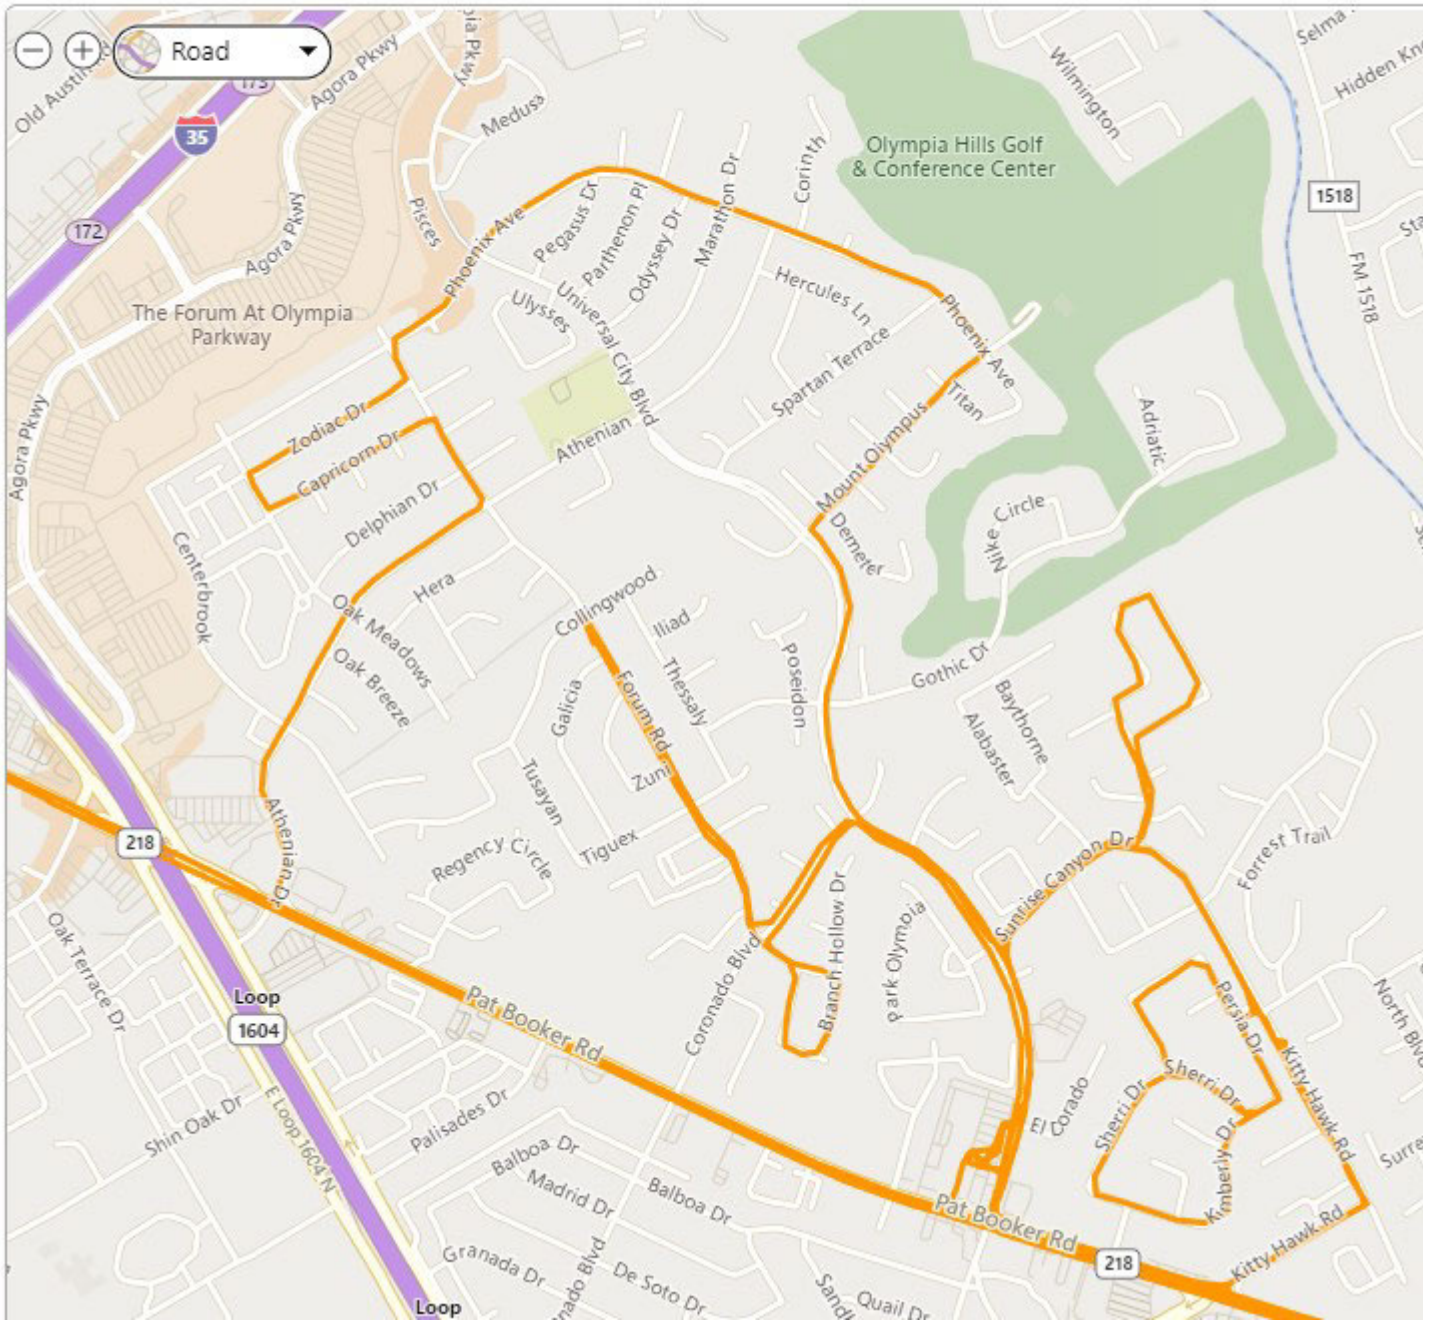 Road
Old Austin
173
Agora Pkwy
ia Pkwy
Medusa
Wilmington
Selma
Hidden Kn
35
Olympia Hills Golf
& Conference Center
Corinth
1518
172
Agora Pkwy
Pisces
Phoenix Ave
Pegasus Dr
Parthenon Pl
Odyssey Dr
Marathon Dr
Sta
FM 1518
The Forum At Olympia
Parkway
Ulysses
Universal City Blvd
Hercules Ln
Phoenix Ave
Spartan Terrace
Titan
Agora Pkwy
Zodiac Dr
Capricorn Dr
Athenian
Mount Olympus
Adriatic
Delphian Dr
Demeter
Nike
Circle
Centerbrook
Hera
Oak Meadows
Oak Breeze
Collingwood
Iliad
Thessaly
Poseidon
Gothic Dr
Galicia
Forum Rd
Zuni
Baythorne
Alabaster
Tusayan
Tiguex
218
Athenian Dr
Regency Circle
Sunrise Canyon Dr
Forrest Trail
Oak Terrace Dr
Coronado Blvd
Branch Hollow Dr
Park Olympia
Loop
1604
Pat Booker Rd
Persia Dr
North Blvd
E Loop 1604 N
Shin Oak Dr
Palisades Dr
El Dorado
Sherri Dr
Sherri Dr
Kimberly Dr
Kitty Hawk Rd
Surre
Balboa Dr
Madrid Dr
Balboa Dr
Pat Booker Rd
218
Kitty Hawk Rd
Granada Dr
nado Blvd
De Soto Dr
Sand
Quail Dr
Loop